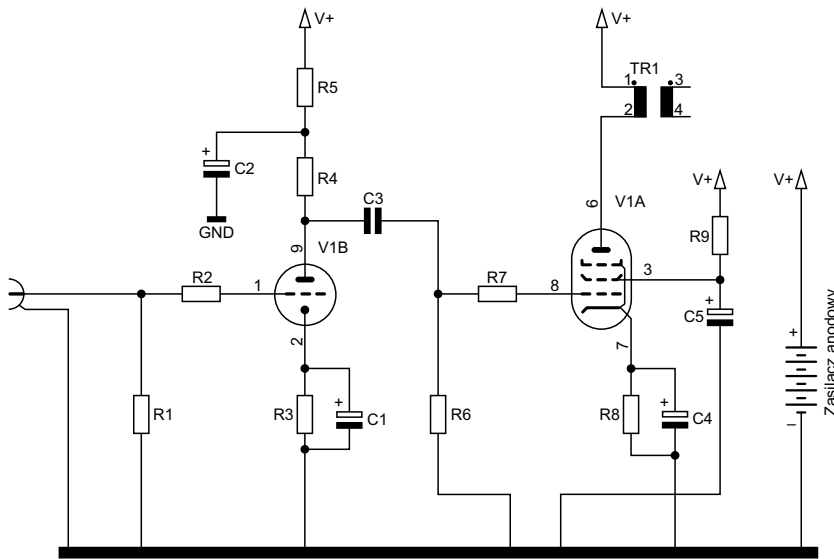 V+
V+
R5
TR1
1
3
2
4
+
C2
R4
V+
V+
C3
6
V1A
GND
9
V1B
R9
R2
1
R7
8
3
+
C5
2
7
+
R1
R3
+
C1
R6
R8
+
C4
–
Zasilacz anodowy